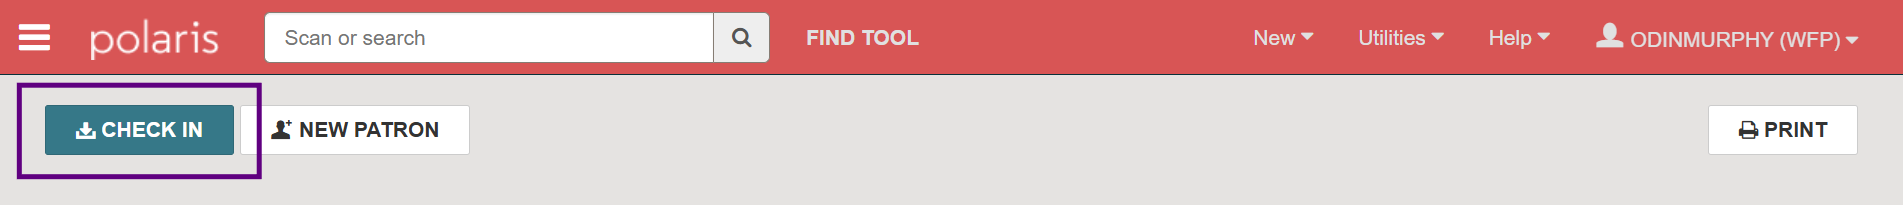 polaris Scan or search FIND TOOL New Utilities Help ODINMURPHY (WFP)
CHECK IN NEW PATRON PRINT